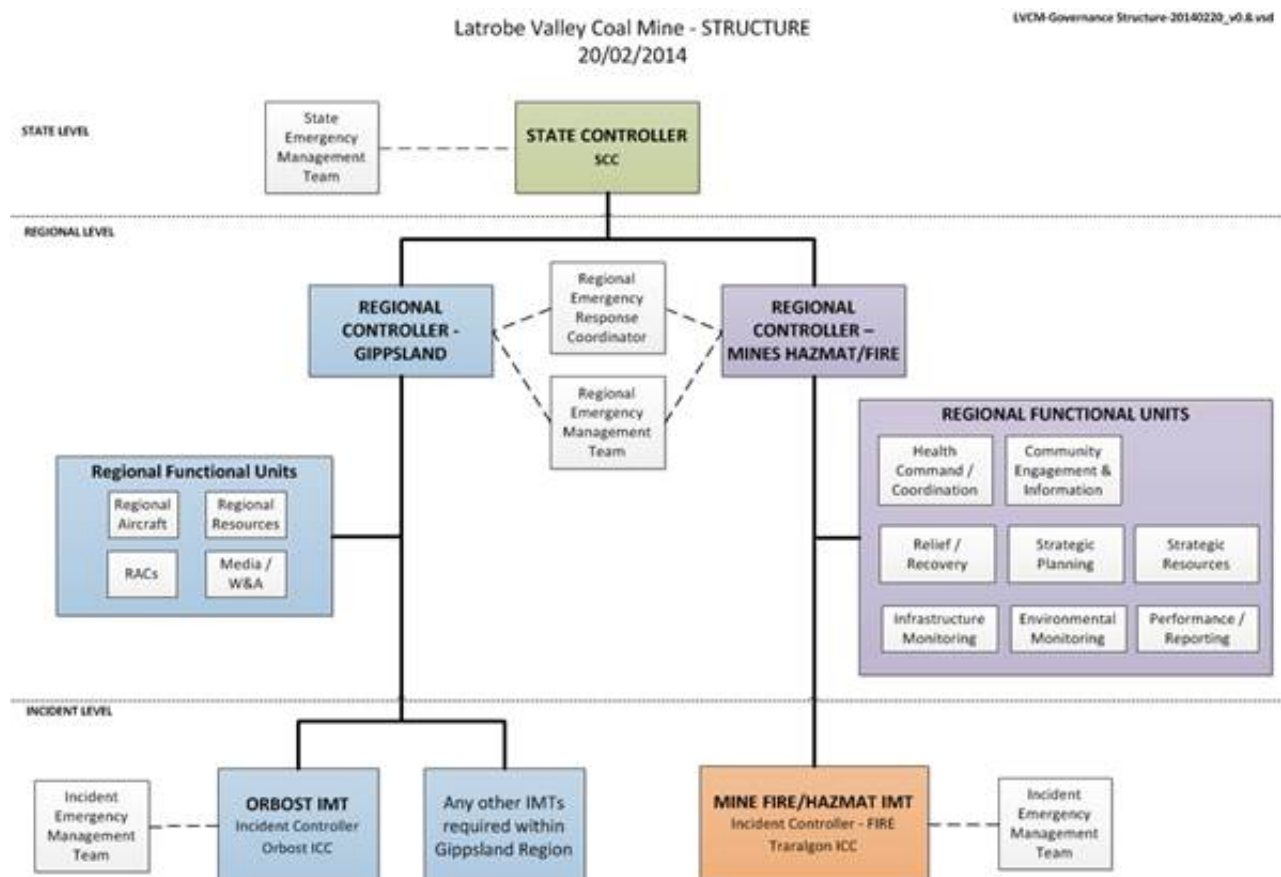 LVCM-Governance Structure-20140220_v0.8.vsd
Latrobe Valley Coal Mine - STRUCTURE
20/02/2014
STATE LEVEL
State
Emergency
Management
Team
STATE CONTROLLER
SCC
REGIONAL LEVEL
REGIONAL
CONTROLLER -
GIPPSLAND
Regional
Emergency
Response
Coordinator
REGIONAL
CONTROLLER –
MINES HAZMAT/FIRE
Regional
Emergency
Management
Team
Regional Functional Units
Regional
Aircraft
Regional
Resources
RACs
Media /
W&A
REGIONAL FUNCTIONAL UNITS
Health
Command /
Coordination
Community
Engagement &
Information
Relief /
Recovery
Strategic
Planning
Strategic
Resources
Infrastructure
Monitoring
Environmental
Monitoring
Performance /
Reporting
INCIDENT LEVEL
Incident
Emergency
Management
Team
ORBOST IMT
Incident Controller
Orbost ICC
Any other IMTs
required within
Gippsland Region
MINE FIRE/HAZMAT IMT
Incident Controller - FIRE
Traralgon ICC
Incident
Emergency
Management
Team